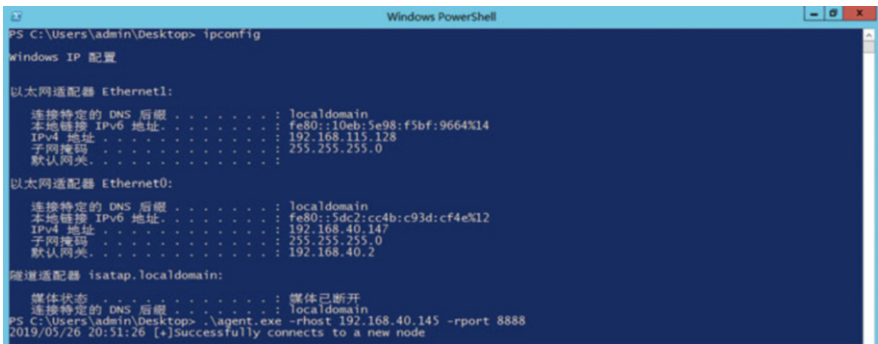 Windows PowerShell
PS C:\Users\admin\Desktop> ipconfig
Windows IP 配置
以太网适配器 Ethernet1:
连接特定的 DNS 后缀 . . . . . . . : localdomain
本地链接 IPv6 地址. . . . . . . . : fe80::10eb:5e98:f5bf:9664%14
IPv4 地址 . . . . . . . . . . . . : 192.168.115.128
子网掩码 . . . . . . . . . . . . : 255.255.255.0
默认网关. . . . . . . . . . . . . :
以太网适配器 Ethernet0:
连接特定的 DNS 后缀 . . . . . . . : localdomain
本地链接 IPv6 地址. . . . . . . . : fe80::5dc2:cc4b:c93d:cf4e%12
IPv4 地址 . . . . . . . . . . . . : 192.168.40.147
子网掩码 . . . . . . . . . . . . : 255.255.255.0
默认网关. . . . . . . . . . . . . : 192.168.40.2
隧道适配器 isatap.localdomain:
媒体状态 . . . . . . . . . . . . : 媒体已断开
连接特定的 DNS 后缀 . . . . . . . : localdomain
PS C:\Users\admin\Desktop> .\agent.exe -rhost 192.168.40.145 -rport 8888
2019/05/26 20:51:26 [+]Successfully connects to a new node